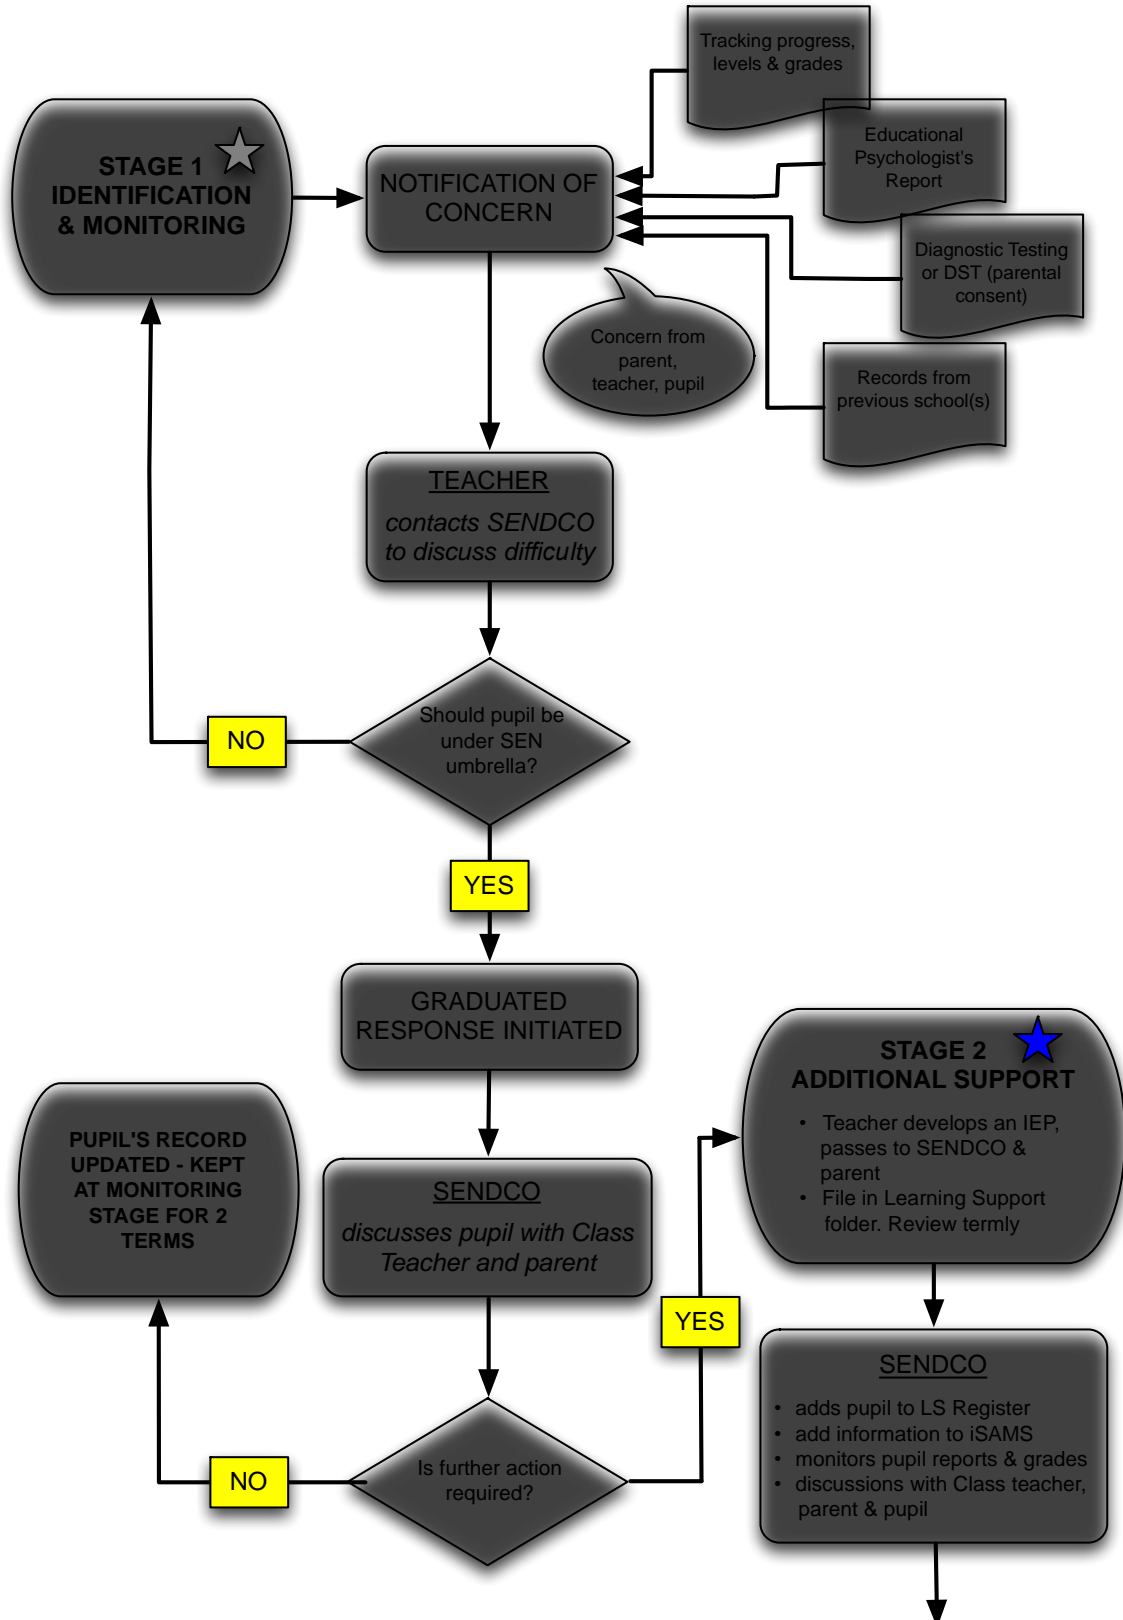 Tracking progress,
levels & grades
Educational
Psychologist's
Report
STAGE 1
IDENTIFICATION
& MONITORING
NOTIFICATION OF
CONCERN
Diagnostic Testing
or DST (parental
consent)
Concern from
parent,
teacher, pupil
Records from
previous school(s)
TEACHER
contacts SENDCO
to discuss difficulty
Should pupil be
under SEN
umbrella?
NO
YES
GRADUATED
RESPONSE INITIATED
STAGE 2
ADDITIONAL SUPPORT
• Teacher develops an IEP,
passes to SENDCO &
parent
• File in Learning Support
folder. Review termly
PUPIL'S RECORD
UPDATED - KEPT
AT MONITORING
STAGE FOR 2
TERMS
SENDCO
discusses pupil with Class
Teacher and parent
YES
SENDCO
• adds pupil to LS Register
• add information to iSAMS
• monitors pupil reports & grades
• discussions with Class teacher,
parent & pupil
Is further action
required?
NO